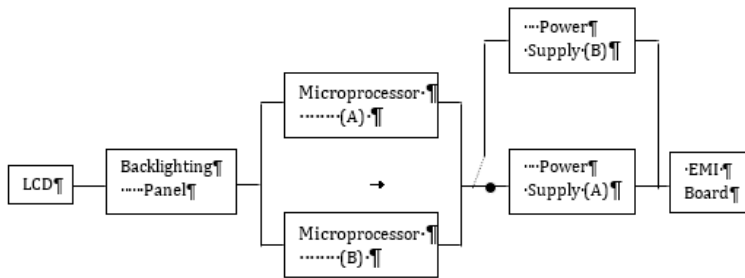 LCD¶
Backlighting¶
······Panel¶
Microprocessor·¶
·········(A)·¶
Microprocessor·¶
········(B)·¶
····Power¶
·Supply·(B)¶
····Power¶
·Supply·(A)¶
·EMI·¶
Board¶